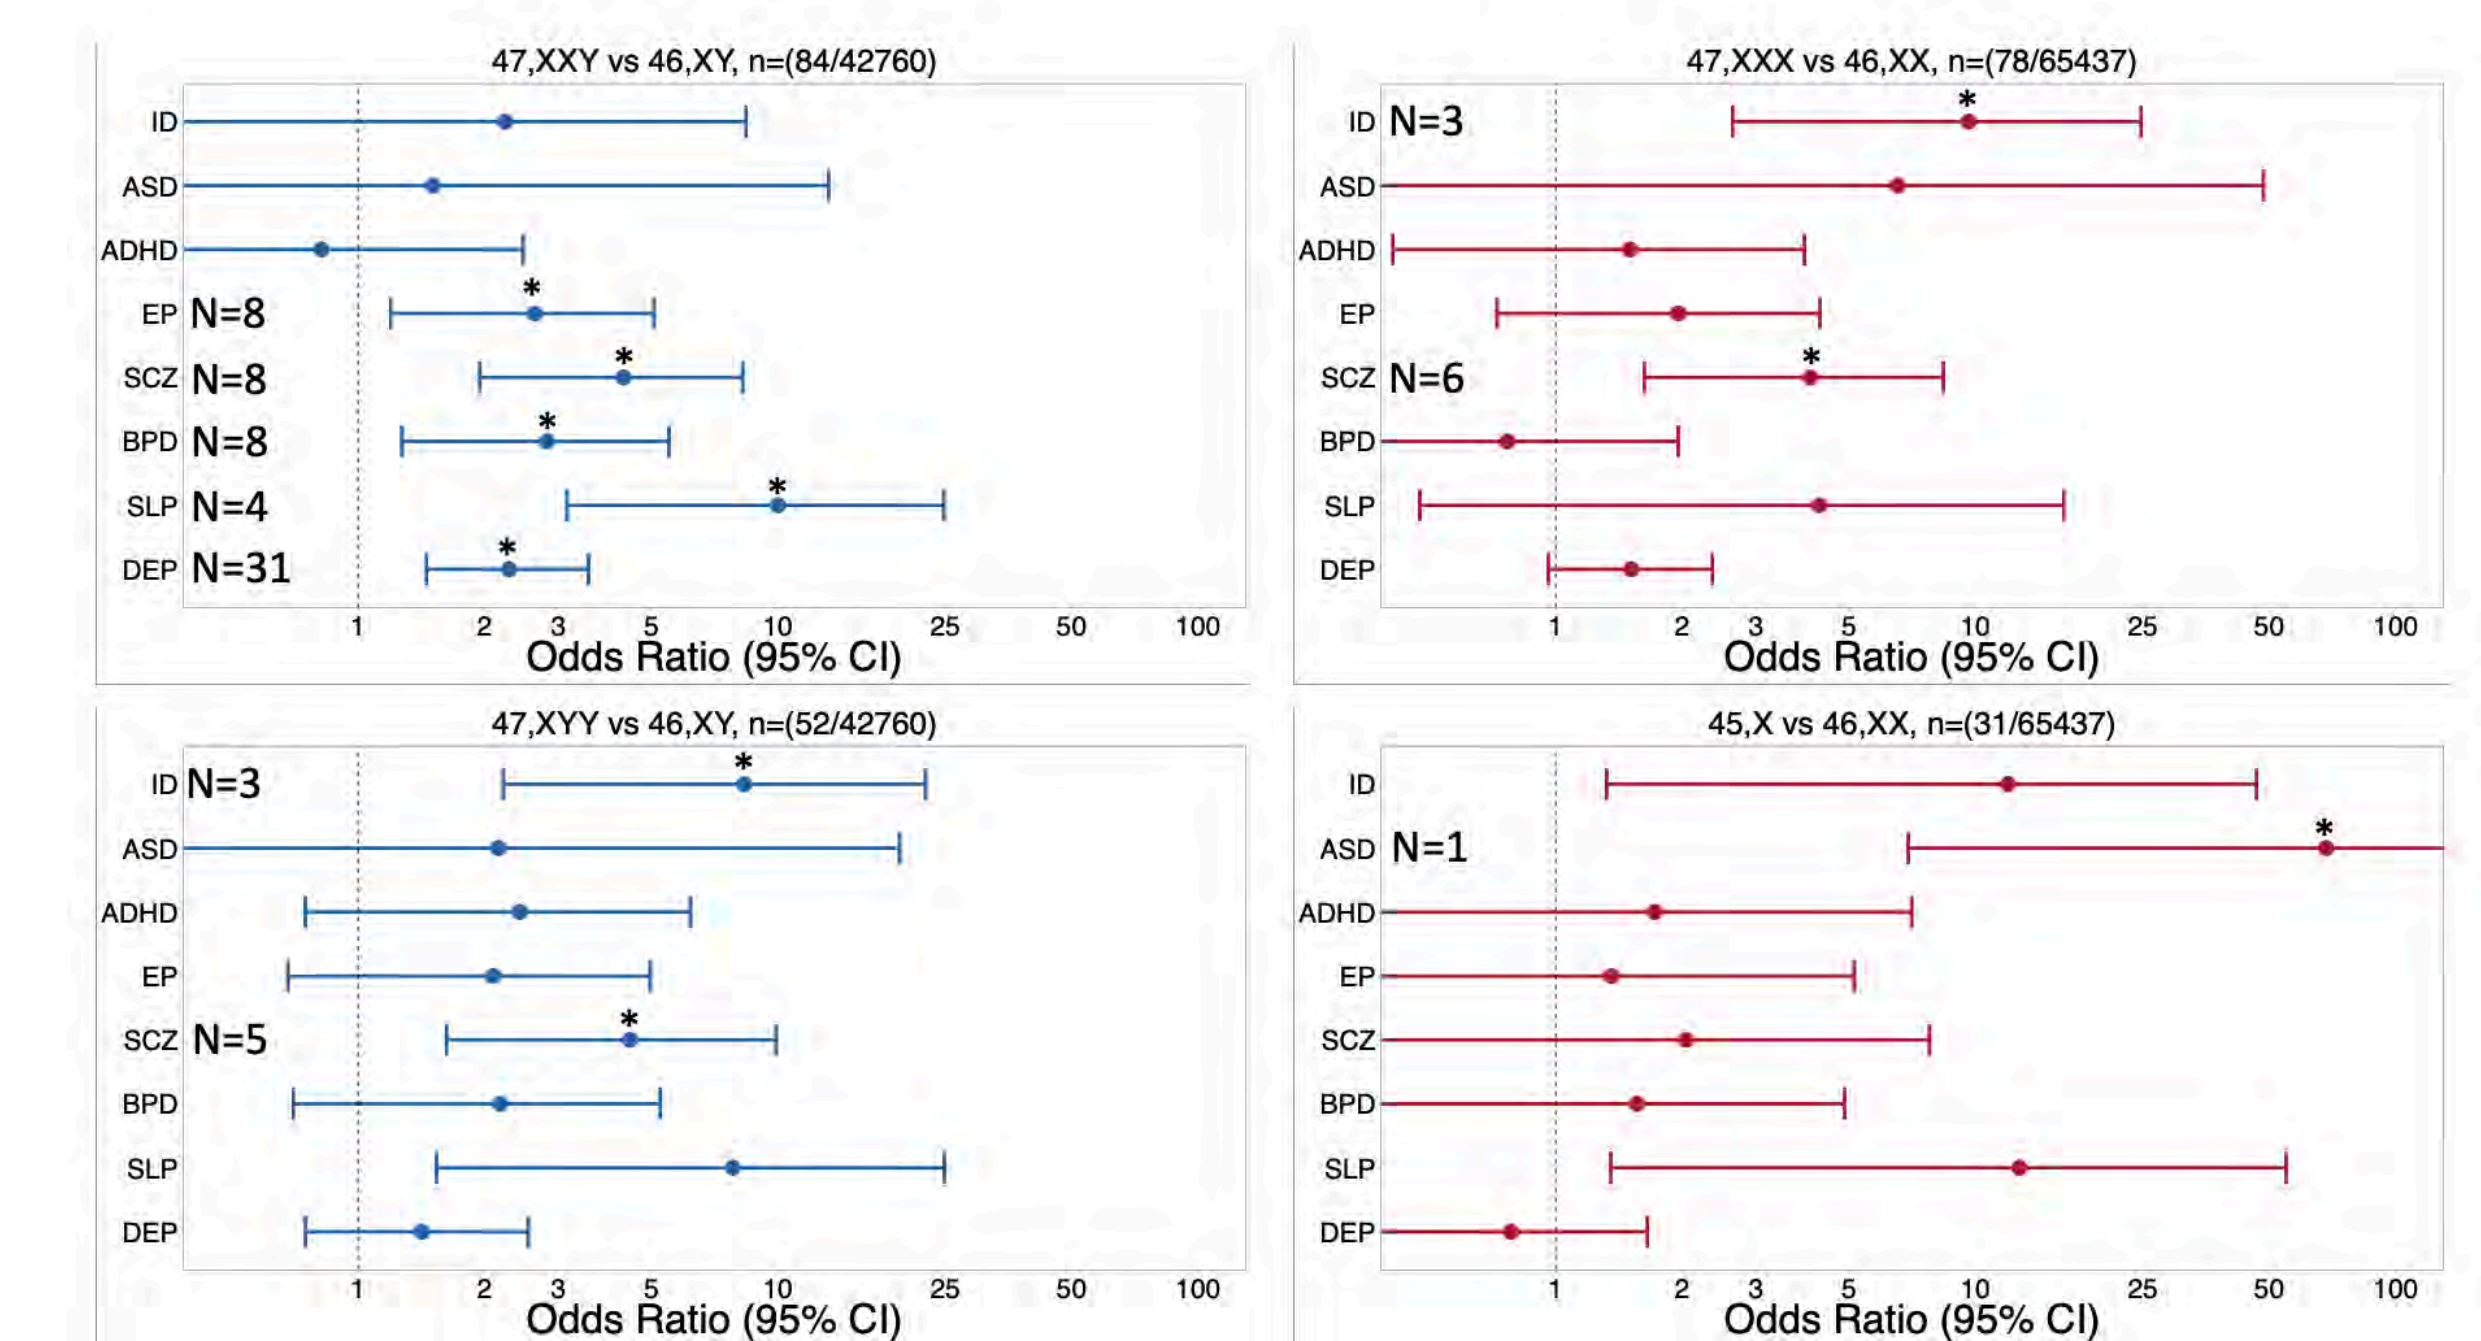 47,XXY vs 46,XY, n=(84/42760)
ID
ASD
ADHD
*
EP N=8
*
SCZ N=8
*
BPD N=8
*
SLP N=4
*
DEP N=31
1 2 3 5 10 25 50 100
Odds Ratio (95% CI)
47,XXX vs 46,XX, n=(78/65437)
*
ID N=3
ASD
ADHD
EP
*
SCZ N=6
BPD
SLP
DEP
1 2 3 5 10 25 50 100
Odds Ratio (95% CI)
47,XYY vs 46,XY, n=(52/42760)
*
ID N=3
ASD
ADHD
EP
*
SCZ N=5
BPD
SLP
DEP
1 2 3 5 10 25 50 100
Odds Ratio (95% CI)
45,X vs 46,XX, n=(31/65437)
ID
*
ASD N=1
ADHD
EP
SCZ
BPD
SLP
DEP
1 2 3 5 10 25 50 100
Odds Ratio (95% CI)